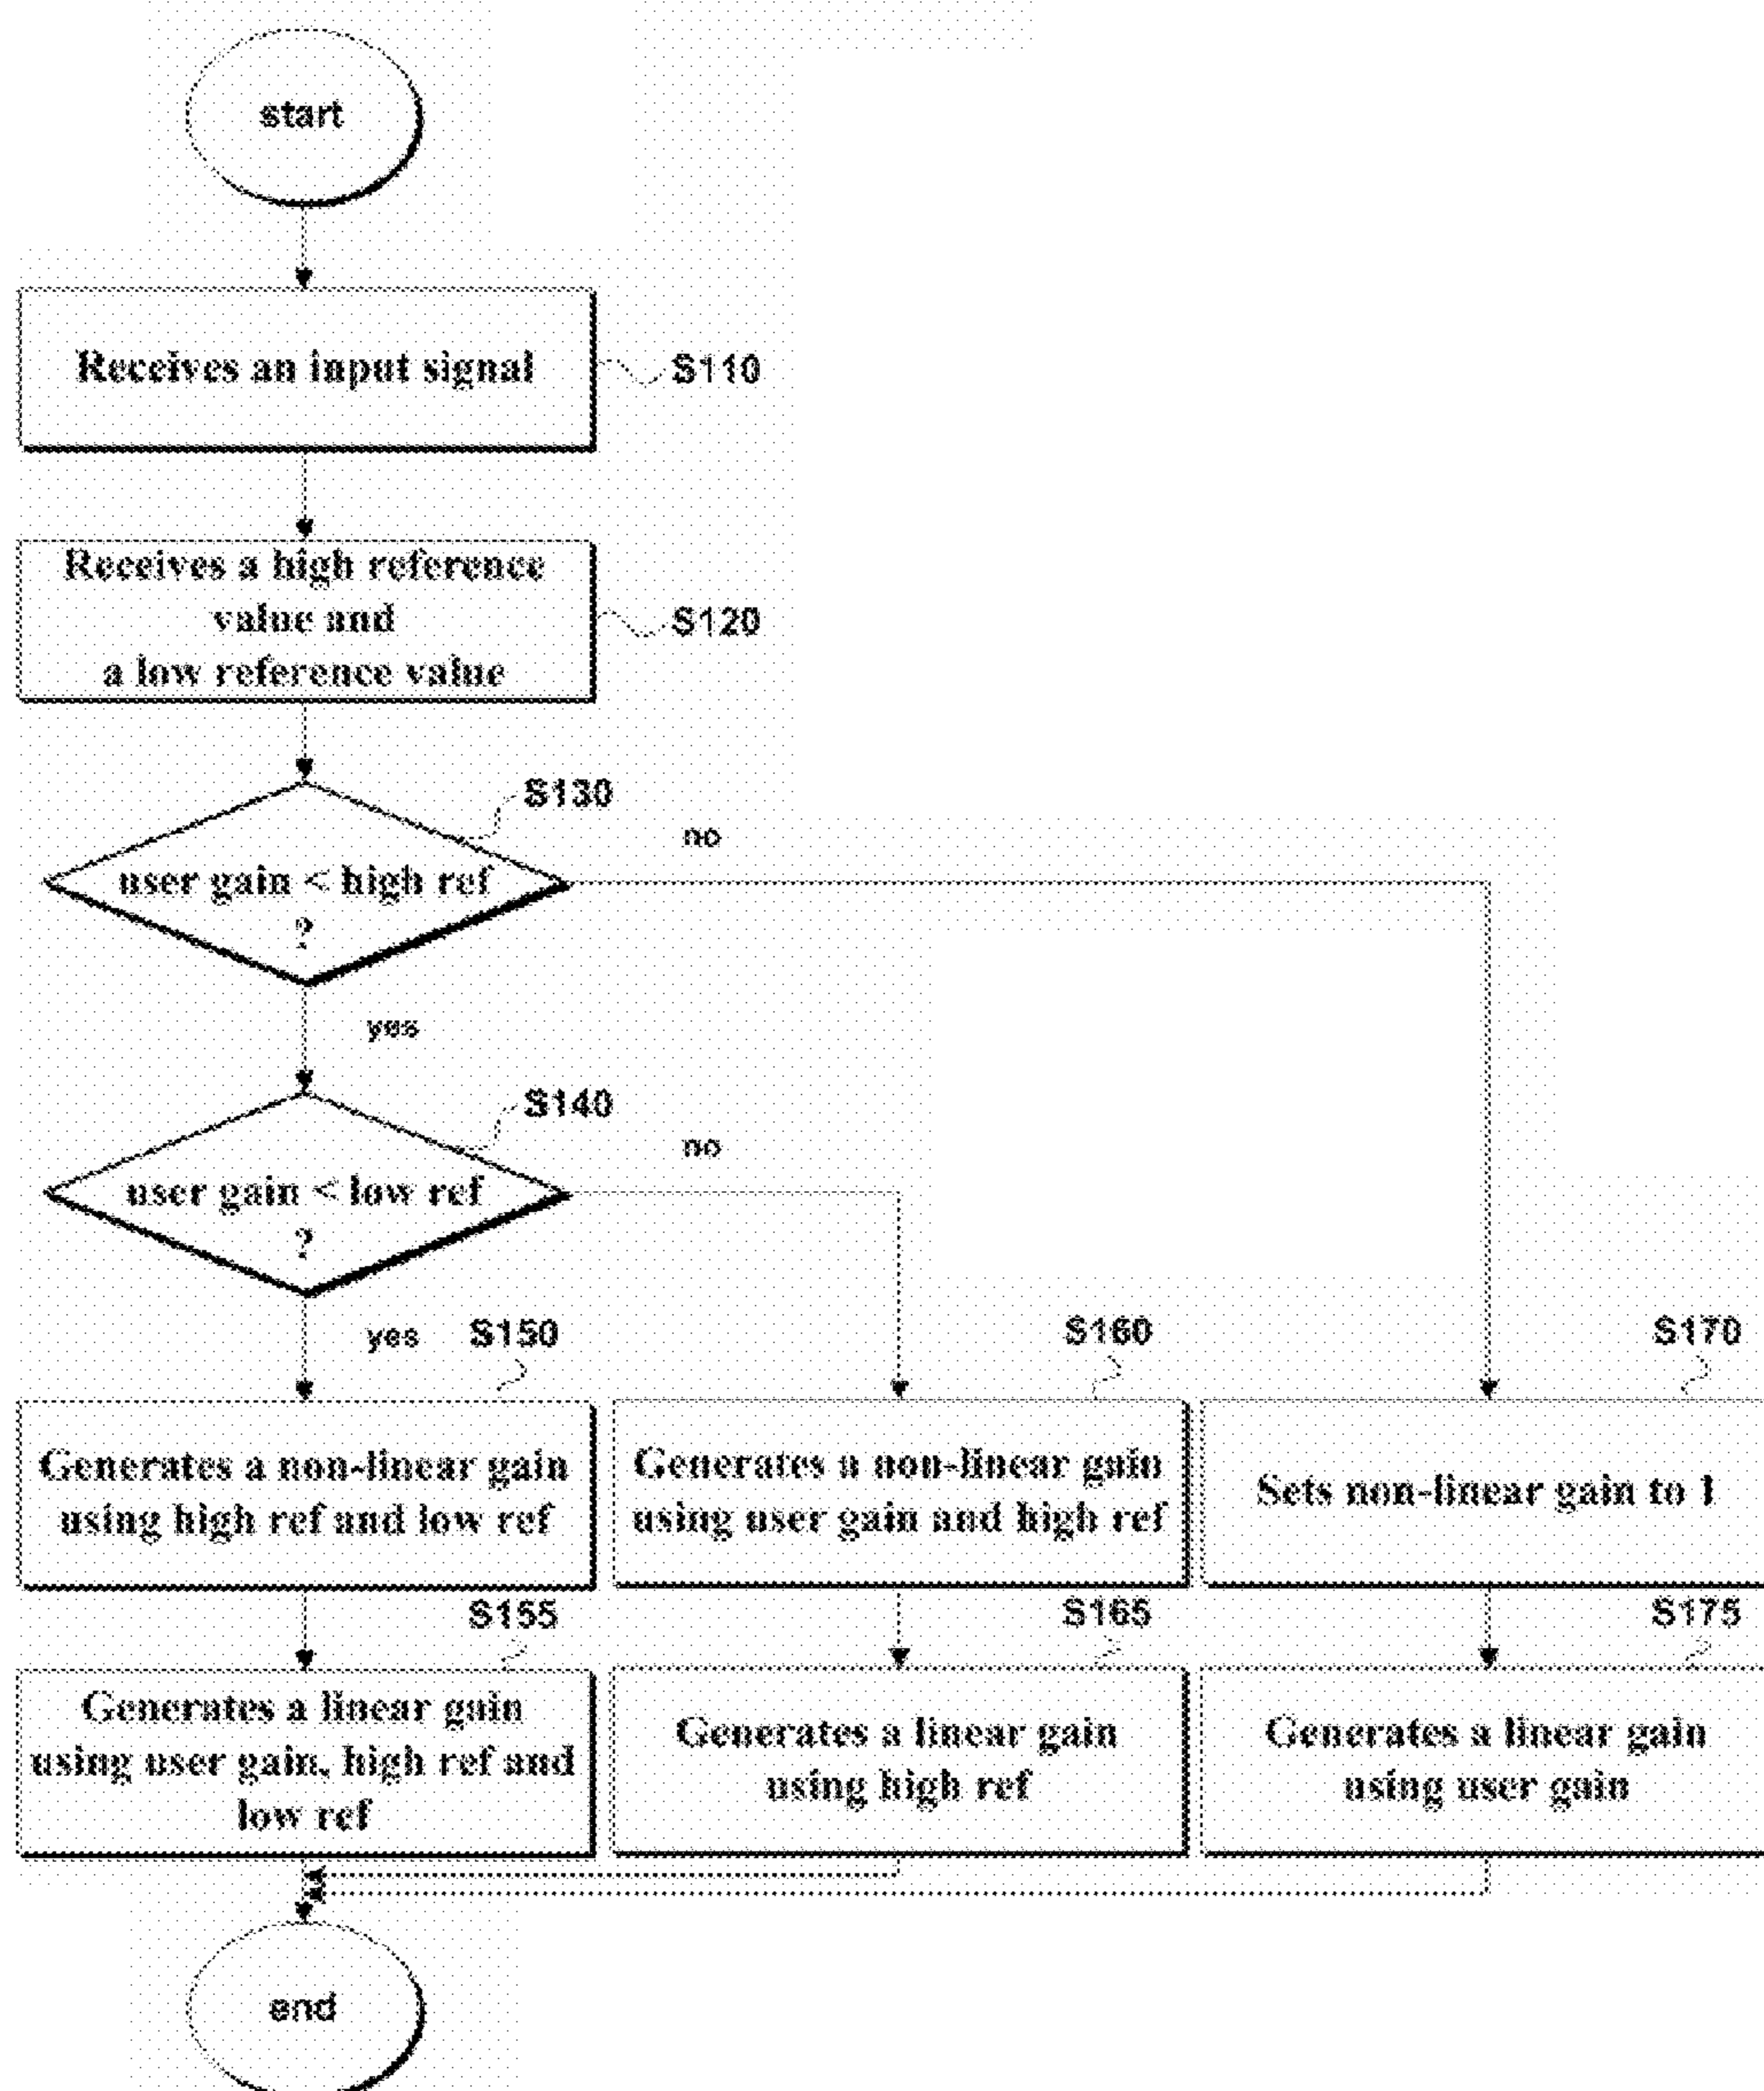 start
Receives an input signal
S110
Receives a high reference
value and
a low reference value
S120
S130
no
user gain < high ref
?
yes
S140
no
user gain < low ref
?
yes
S150
S160
S170
Generates a non-linear gain
using high ref and low ref
Generates a non-linear gain
using user gain and high ref
Sets non-linear gain to 1
S155
S165
S175
Generates a linear gain
using user gain, high ref and
low ref
Generates a linear gain
using high ref
Generates a linear gain
using user gain
end